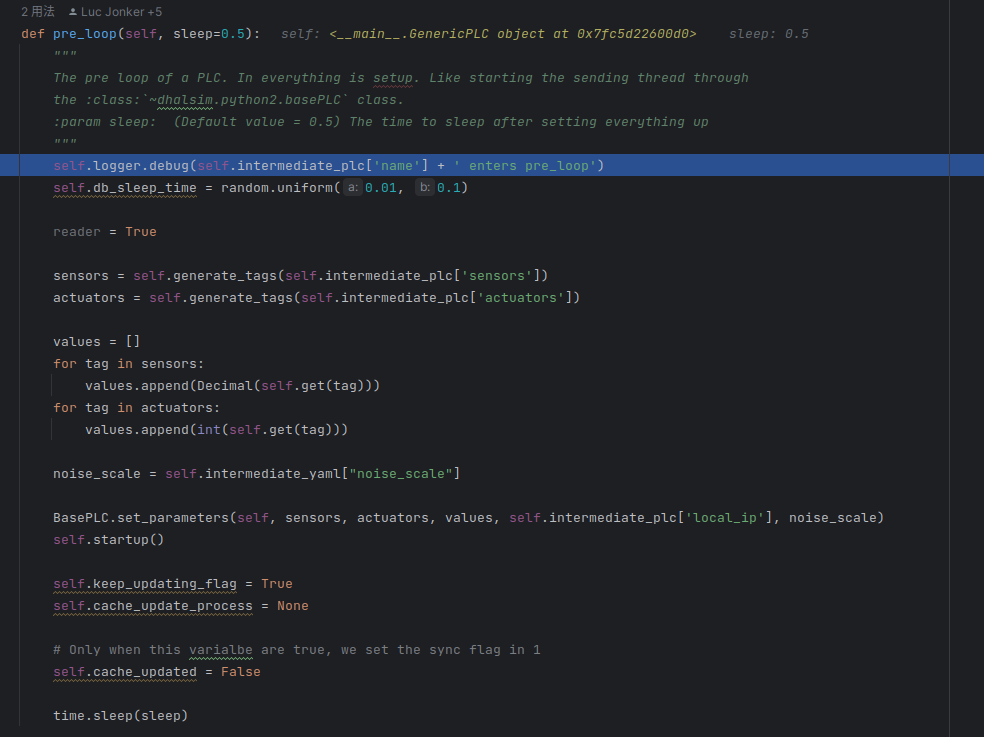 2 用法 Luc Jonker +5
def pre_loop(self, sleep=0.5): self: <__main__.GenericPLC object at 0x7fc5d22600d0> sleep: 0.5
"""
The pre loop of a PLC. In everything is setup. Like starting the sending thread through
the :class:`~dhalsim.python2.basePLC` class.
:param sleep:  (Default value = 0.5) The time to sleep after setting everything up
"""
self.logger.debug(self.intermediate_plc['name'] + ' enters pre_loop')
self.db_sleep_time = random.uniform( a: 0.01, b: 0.1)
reader = True
sensors = self.generate_tags(self.intermediate_plc['sensors'])
actuators = self.generate_tags(self.intermediate_plc['actuators'])
values = []
for tag in sensors:
values.append(Decimal(self.get(tag)))
for tag in actuators:
values.append(int(self.get(tag)))
noise_scale = self.intermediate_yaml["noise_scale"]
BasePLC.set_parameters(self, sensors, actuators, values, self.intermediate_plc['local_ip'], noise_scale)
self.startup()
self.keep_updating_flag = True
self.cache_update_process = None
# Only when this varialbe are true, we set the sync flag in 1
self.cache_updated = False
time.sleep(sleep)